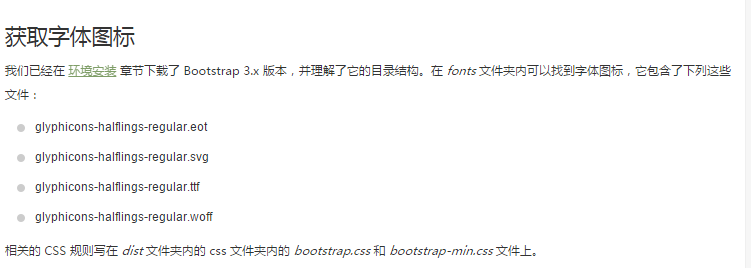 获取字体图标
我们已经在 环境安装 章节下载了 Bootstrap 3.x 版本，并理解了它的目录结构。在 fonts 文件夹内可以找到字体图标，它包含了下列这些
文件：
glyphicons-halflings-regular.eot
glyphicons-halflings-regular.svg
glyphicons-halflings-regular.ttf
glyphicons-halflings-regular.woff
相关的 CSS 规则写在 dist 文件夹内的 css 文件夹内的 bootstrap.css 和 bootstrap-min.css 文件上。